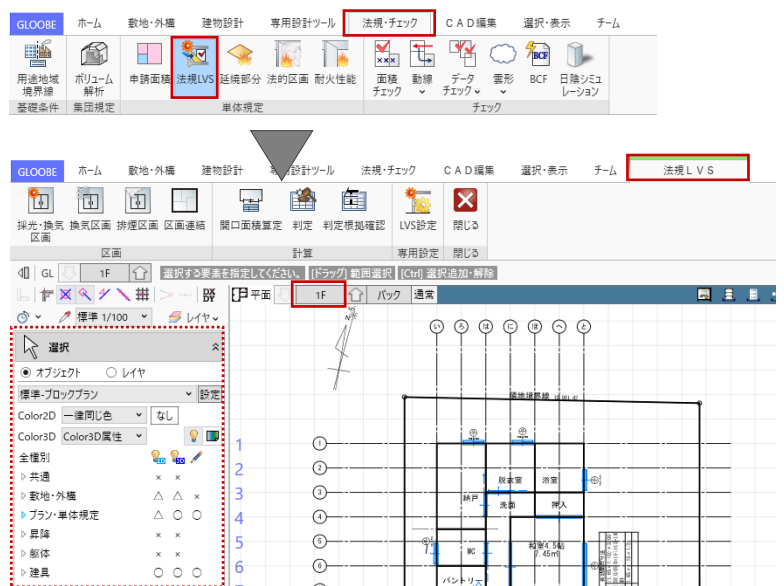 GLOOBE ホーム 敷地・外構 建物設計 専用設計ツール 法規・チェック CAD編集 選択・表示 チーム
用途地域 ボリューム 申請面積 法規LVS 延焼部分 法的区画 耐火性能 面積 動線 データ 雲形 BCF 日陰シミュ
境界線 解析 チェック チェック レーション
基礎条件 集団規定 単体規定 チェック
GLOOBE ホーム 敷地・外構 建物設計 専用設計ツール 法規・チェック CAD編集 選択・表示 チーム 法規LVS
採光・換気 換気区画 排煙区画 区画連結 開口面積算定 判定 判定根拠確認 LVS設定 閉じる
区画
区画 計算 専用設定 閉じる
GL 1F 選択する要素を指定してください。 [ドラッグ] 範囲選択 [Ctrl] 選択追加・解除
平面 1F バック 通常
標準 1/100 レイヤ
選択
オブジェクト レイヤ
標準-ブロックプラン 設定
Color2D 一律同じ色 なし
Color3D Color3D属性
全種別
共通 × ×
敷地・外構 △ △ ×
プラン・単体規定 △ ○ ○
昇降 × ×
躯体 × ×
建具 ○ ○ ○
N
い ろ は に ほ へ と
隣地境界線
1 1
2 2
脱衣室 浴室
3 3
納戸 洗面 押入
4 4
5 5
WC 和室4.5帖
7.45㎡
6 6
パントリー